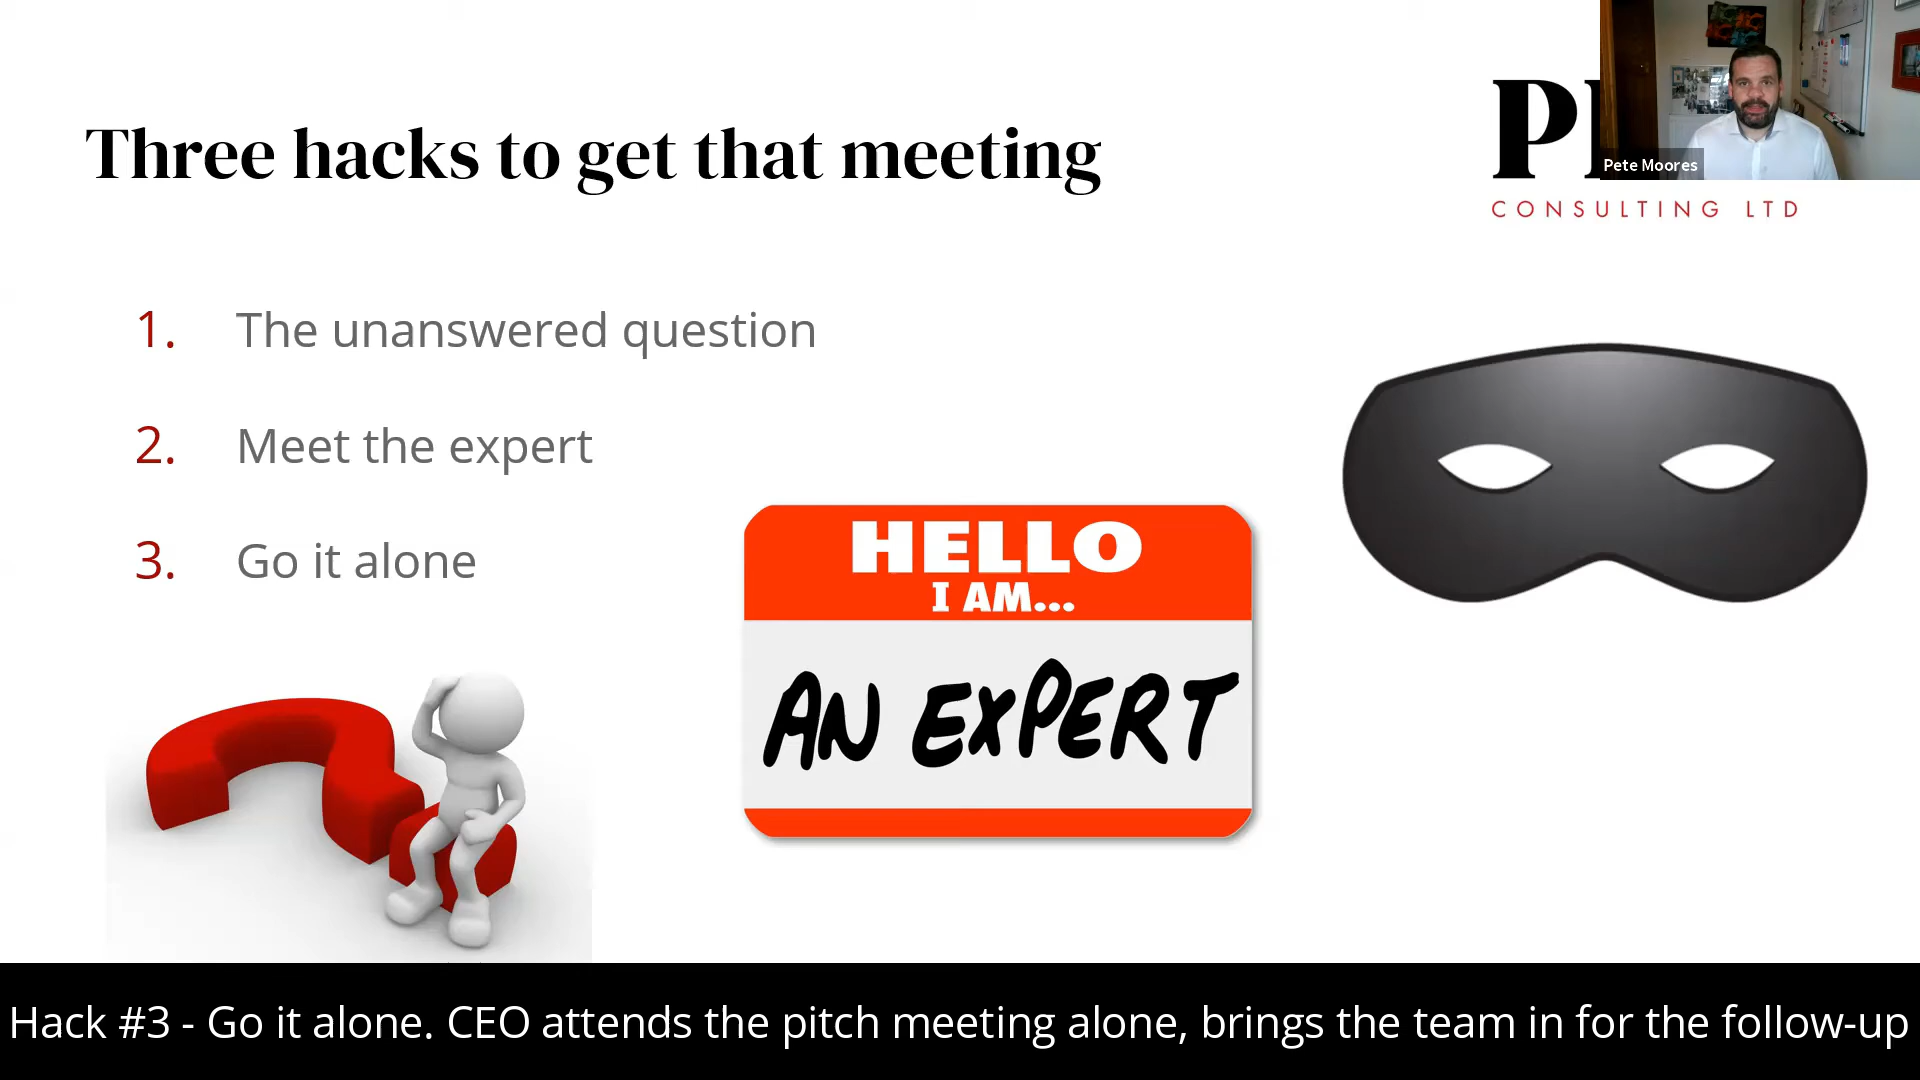 Three hacks to get that meeting
CONSULTING LTD
Pete Moores
1. The unanswered question
2. Meet the expert
3. Go it alone
HELLO
I AM...
AN EXPERT
Hack #3 - Go it alone. CEO attends the pitch meeting alone, brings the team in for the follow-up